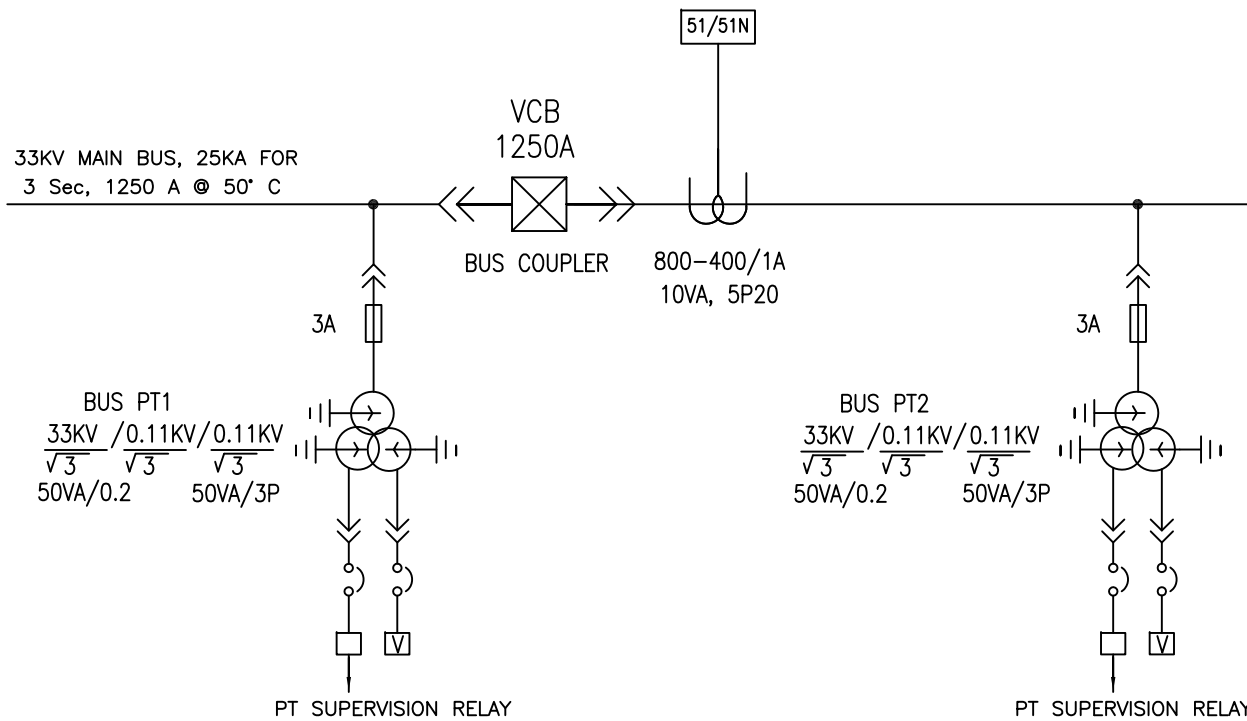 51/51N
VCB
1250A
33KV MAIN BUS, 25KA FOR
3 Sec, 1250 A @ 50° C
BUS COUPLER
800-400/1A
10VA, 5P20
3A
3A
BUS PT1
33KV/0.11KV/0.11KV
√3 √3 √3
50VA/0.2 50VA/3P
BUS PT2
33KV/0.11KV/0.11KV
√3 √3 √3
50VA/0.2 50VA/3P
V
V
PT SUPERVISION RELAY
PT SUPERVISION RELAY